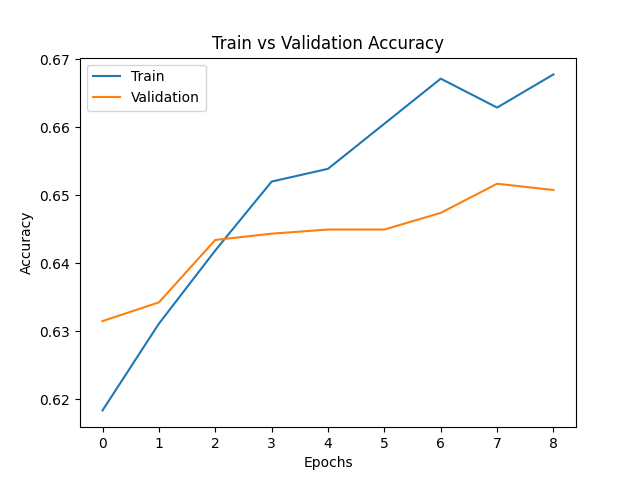 Train vs Validation Accuracy
Train
Validation
0.67
0.66
0.65
0.64
0.63
0.62
Accuracy
0 1 2 3 4 5 6 7 8
Epochs